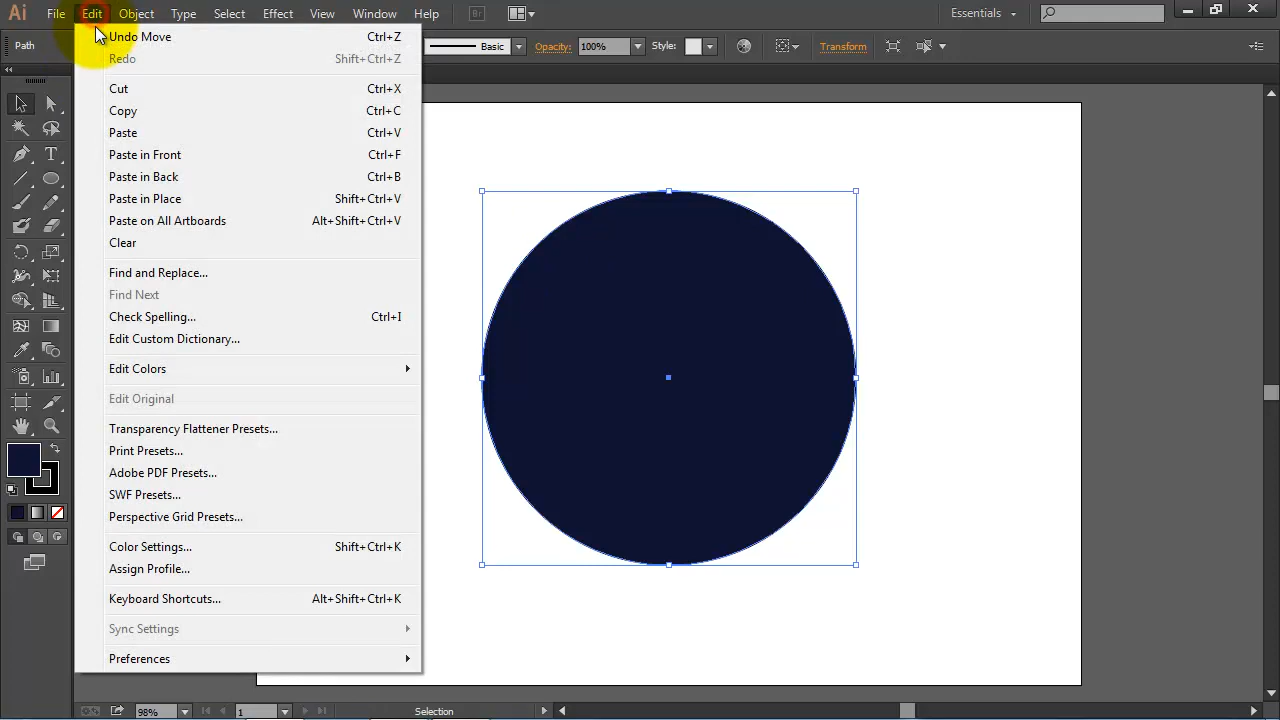 Ai File Edit Object Type Select Effect View Window Help Br Essentials
Path Basic Opacity: 100% Style: Transform
Undo Move Ctrl+Z
Redo Shift+Ctrl+Z
Cut Ctrl+X
Copy Ctrl+C
Paste Ctrl+V
Paste in Front Ctrl+F
Paste in Back Ctrl+B
Paste in Place Shift+Ctrl+V
Paste on All Artboards Alt+Shift+Ctrl+V
Clear
Find and Replace...
Find Next
Check Spelling... Ctrl+I
Edit Custom Dictionary...
Edit Colors
Edit Original
Transparency Flattener Presets...
Print Presets...
Adobe PDF Presets...
SWF Presets...
Perspective Grid Presets...
Color Settings... Shift+Ctrl+K
Assign Profile...
Keyboard Shortcuts... Alt+Shift+Ctrl+K
Sync Settings
Preferences
98% 1 Selection